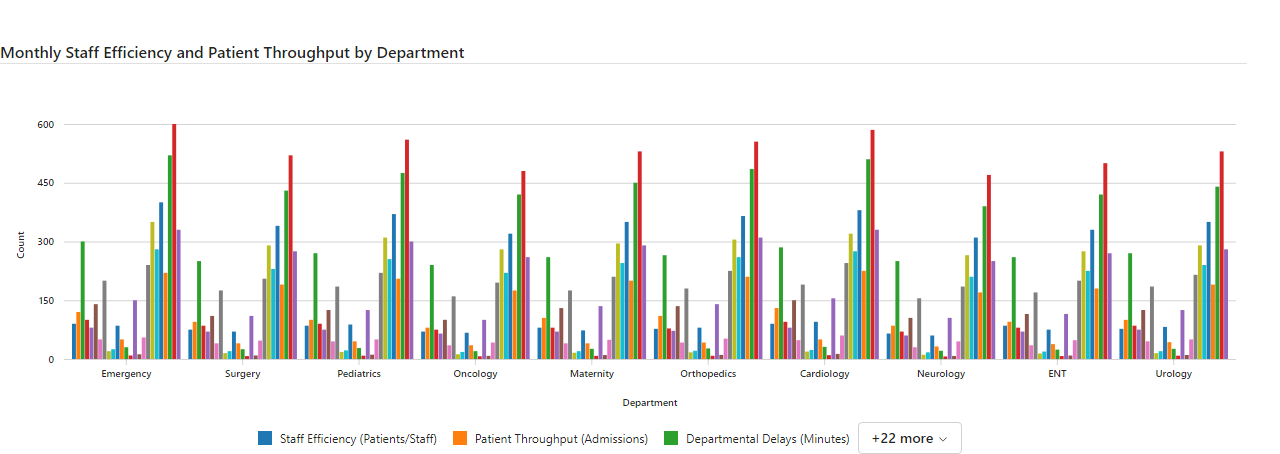 Monthly Staff Efficiency and Patient Throughput by Department
600
450
300
150
0
Count
Emergency Surgery Pediatrics Oncology Maternity Orthopedics Cardiology Neurology ENT Urology
Department
Staff Efficiency (Patients/Staff) Patient Throughput (Admissions) Departmental Delays (Minutes) +22 more